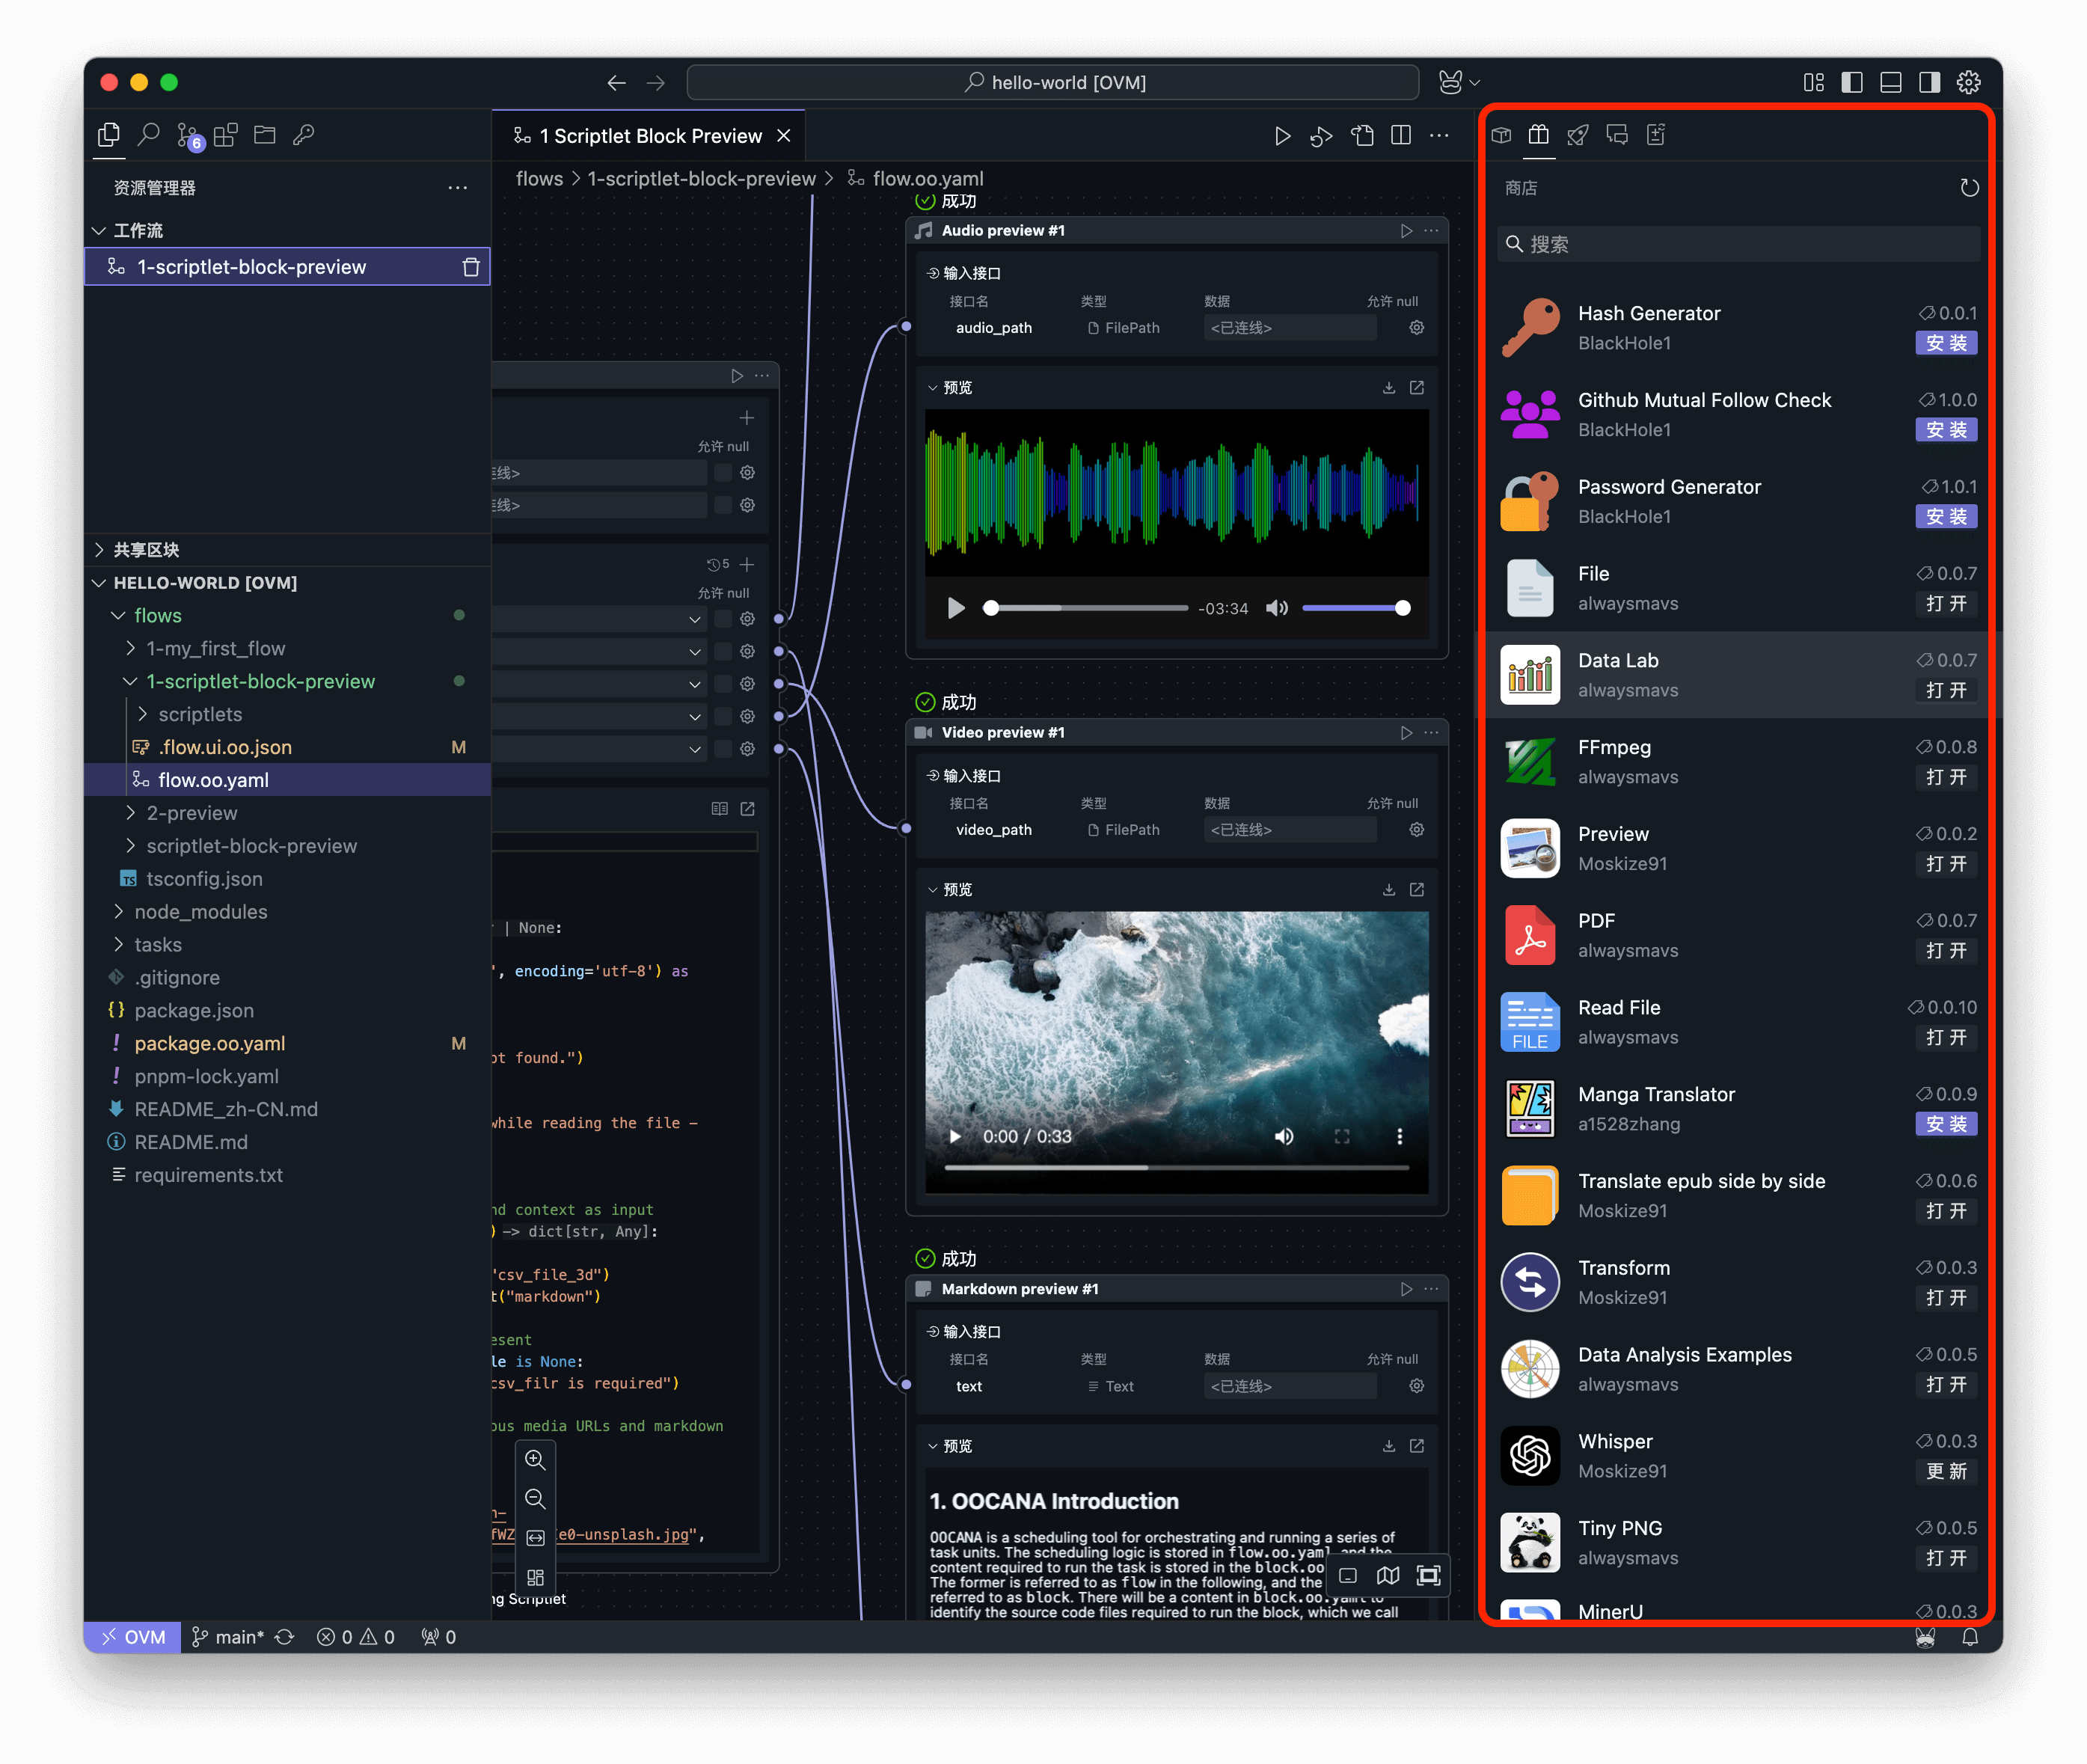 hello-world [OVM]
6
1 Scriptlet Block Preview
资源管理器
工作流
1-scriptlet-block-preview
共享区块
HELLO-WORLD [OVM]
flows
1-my_first_flow
1-scriptlet-block-preview
scriptlets
.flow.ui.oo.json M
flow.oo.yaml
2-preview
scriptlet-block-preview
TS tsconfig.json
node_modules
tasks
.gitignore
{} package.json
! package.oo.yaml M
! pnpm-lock.yaml
README_zh-CN.md
README.md
requirements.txt
flows > 1-scriptlet-block-preview > flow.oo.yaml
允许 null
连线>
连线>
5
允许 null
| None:
', encoding='utf-8') as
ot found.")
while reading the file –
nd context as input
) -> dict[str, Any]:
"csv_file_3d")
t("markdown")
esent
le is None:
csv_filr is required")
ous media URLs and markdown
n-
fWZ
e0-unsplash.jpg",
ng Scriptlet
成功
Audio preview #1
输入接口
接口名 类型 数据 允许 null
audio_path FilePath <已连线>
预览
-03:34
成功
Video preview #1
输入接口
接口名 类型 数据 允许 null
video_path FilePath <已连线>
预览
0:00 / 0:33
成功
Markdown preview #1
输入接口
接口名 类型 数据 允许 null
text Text <已连线>
预览
1. OOCANA Introduction
OOCANA is a scheduling tool for orchestrating and running a series of
task units. The scheduling logic is stored in flow.oo.yaml, and the
content required to run the task is stored in the block.oo
The former is referred to as flow in the following, and the
referred to as block. There will be a content in block.oo.yaml to
identify the source code files required to run the block, which we call
商店
搜索
Hash Generator 0.0.1
BlackHole1 安装
Github Mutual Follow Check 1.0.0
BlackHole1 安装
Password Generator 1.0.1
BlackHole1 安装
File 0.0.7
alwaysmavs 打开
Data Lab 0.0.7
alwaysmavs 打开
FFmpeg 0.0.8
alwaysmavs 打开
Preview 0.0.2
Moskize91 打开
PDF 0.0.7
alwaysmavs 打开
Read File 0.0.10
FILE
alwaysmavs 打开
Manga Translator 0.0.9
a1528zhang 安装
Translate epub side by side 0.0.6
Moskize91 打开
Transform 0.0.3
Moskize91 打开
Data Analysis Examples 0.0.5
alwaysmavs 打开
Whisper 0.0.3
Moskize91 更新
Tiny PNG 0.0.5
alwaysmavs 打开
MinerU 0.0.3
OVM main* 0 0 0